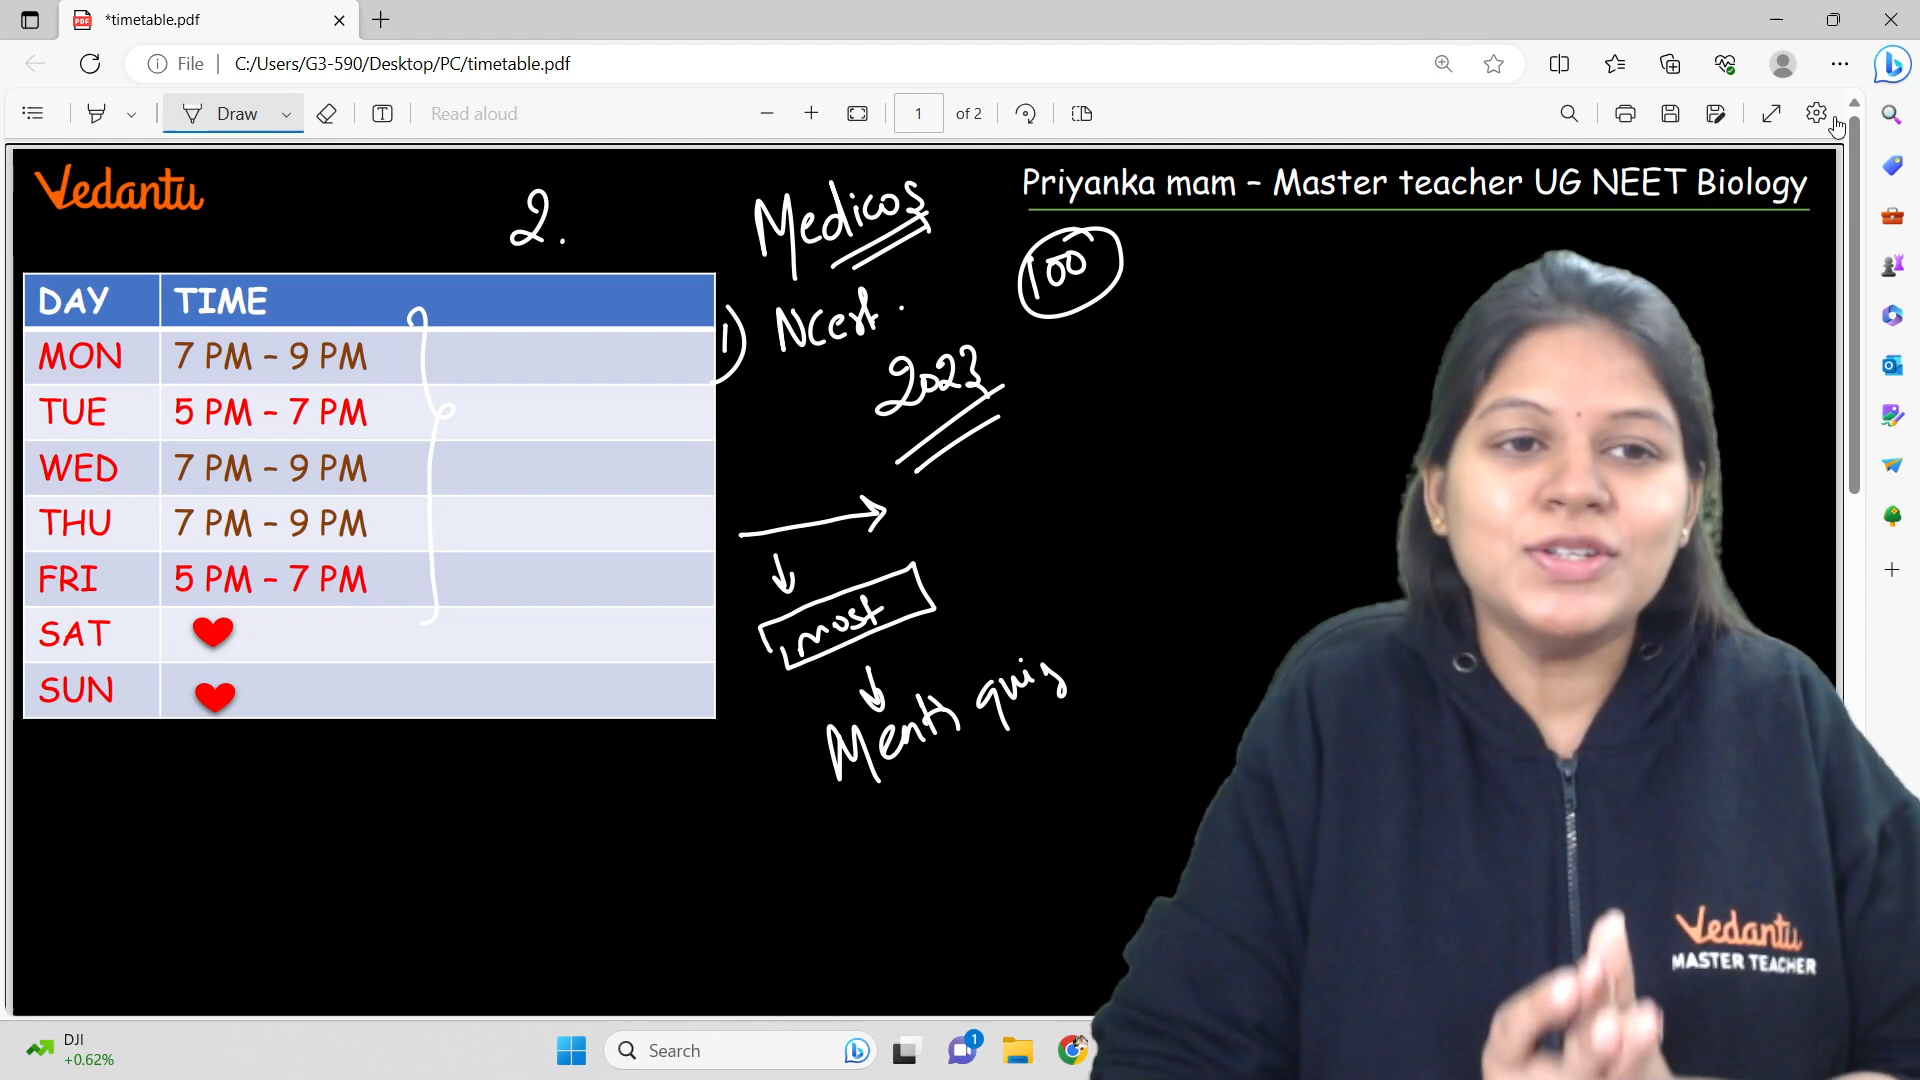 *timetable.pdf
File
C:/Users/G3-590/Desktop/PC/timetable.pdf
Draw
Read aloud
1 of 2
Vedantu
Priyanka mam - Master teacher UG NEET Biology
2.
Medicos
100
DAY TIME
MON 7 PM - 9 PM
TUE 5 PM - 7 PM
WED 7 PM - 9 PM
THU 7 PM - 9 PM
FRI 5 PM - 7 PM
SAT
SUN
1) NCert.
2023
most
Menti quiz
Vedantu
MASTER TEACHER
DJI
+0.62%
Search
1